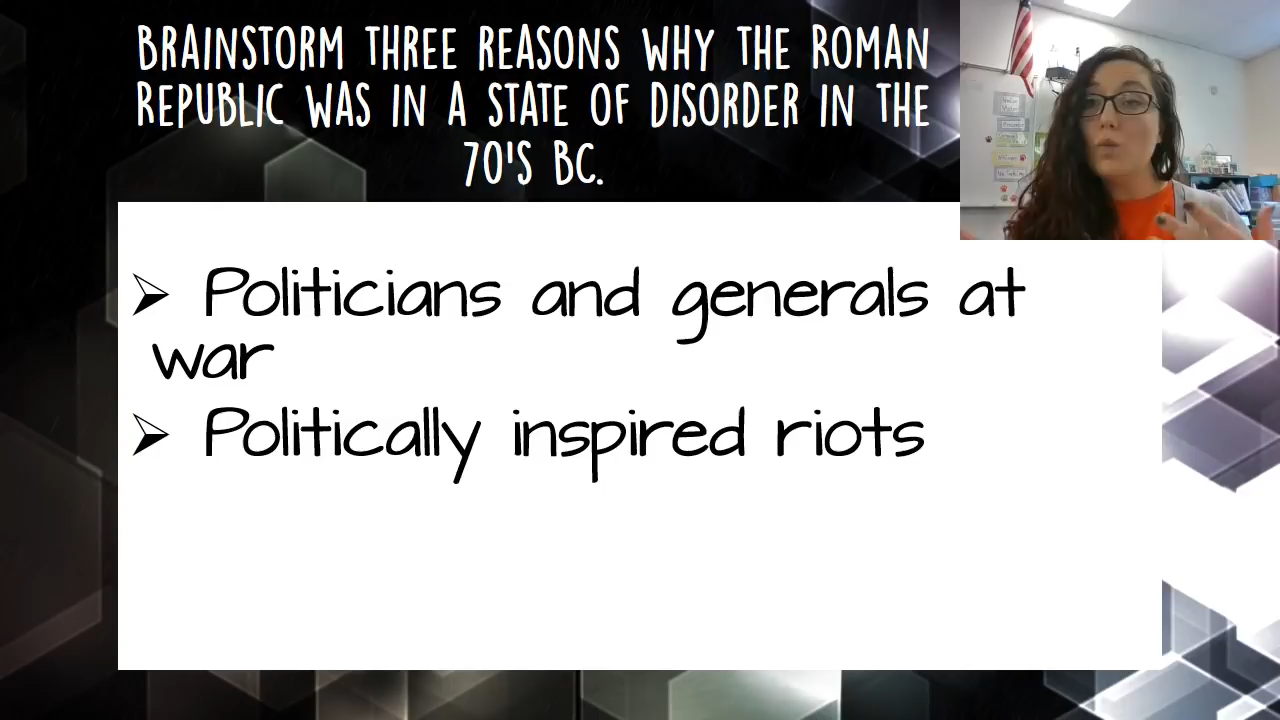 BRAINSTORM THREE REASONS WHY THE ROMAN
REPUBLIC WAS IN A STATE OF DISORDER IN THE
70'S BC.
➢ Politicians and generals at
war
➢ Politically inspired riots